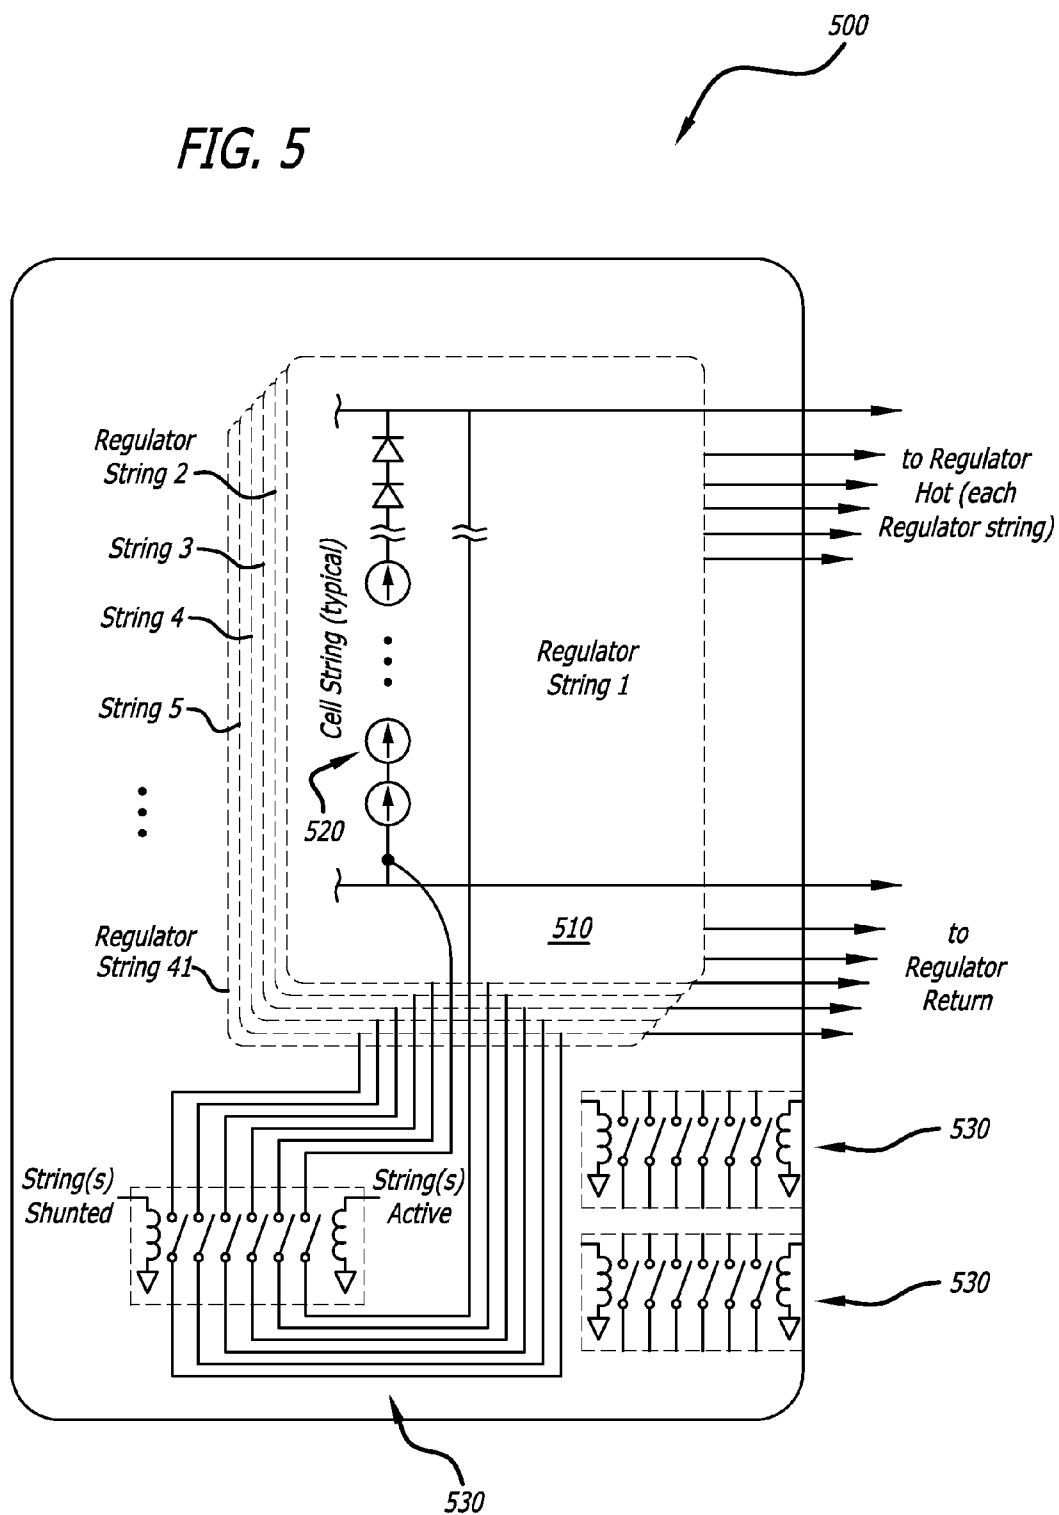 500
FIG. 5
Regulator
String 2
String 3
String 4
String 5
Regulator
String 41
Cell String (typical)
520
Regulator
String 1
510
to Regulator
Hot (each
Regulator string)
to
Regulator
Return
String(s)
Shunted
String(s)
Active
530
530
530